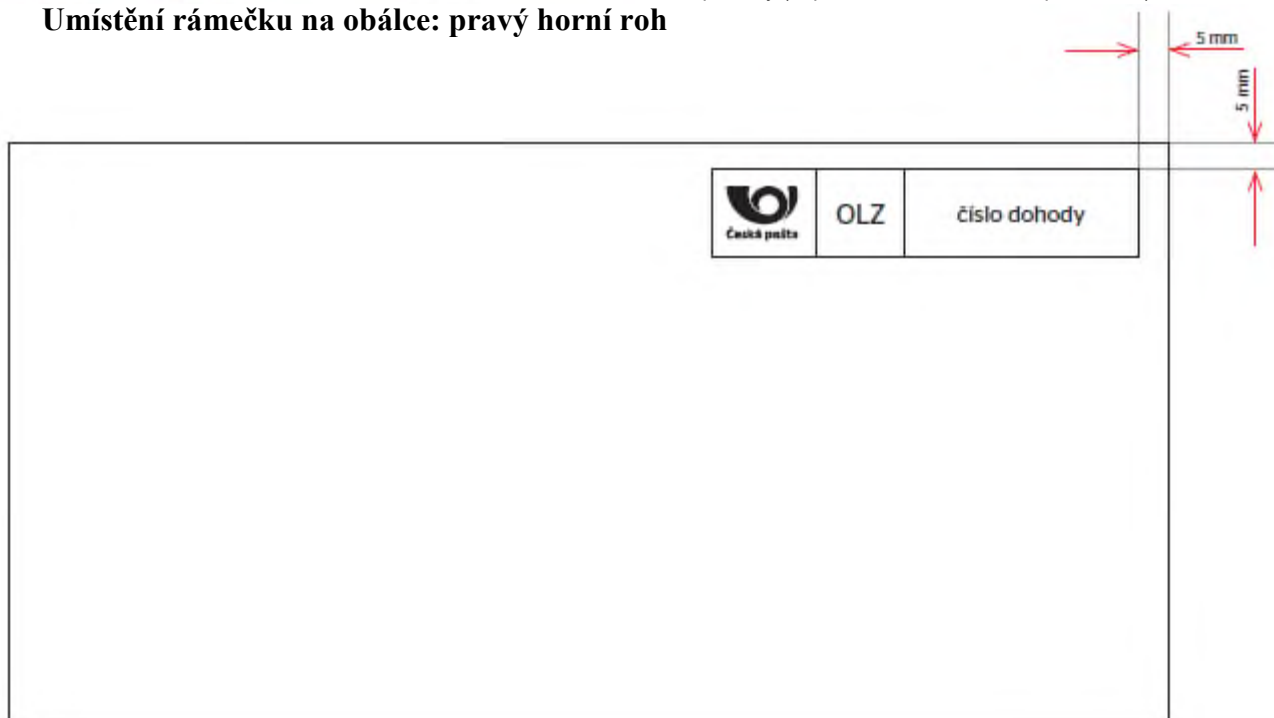 Umístění rámečku na obálce: pravý horní roh
5 mm
5 mm
Česká pošta
OLZ
číslo dohody